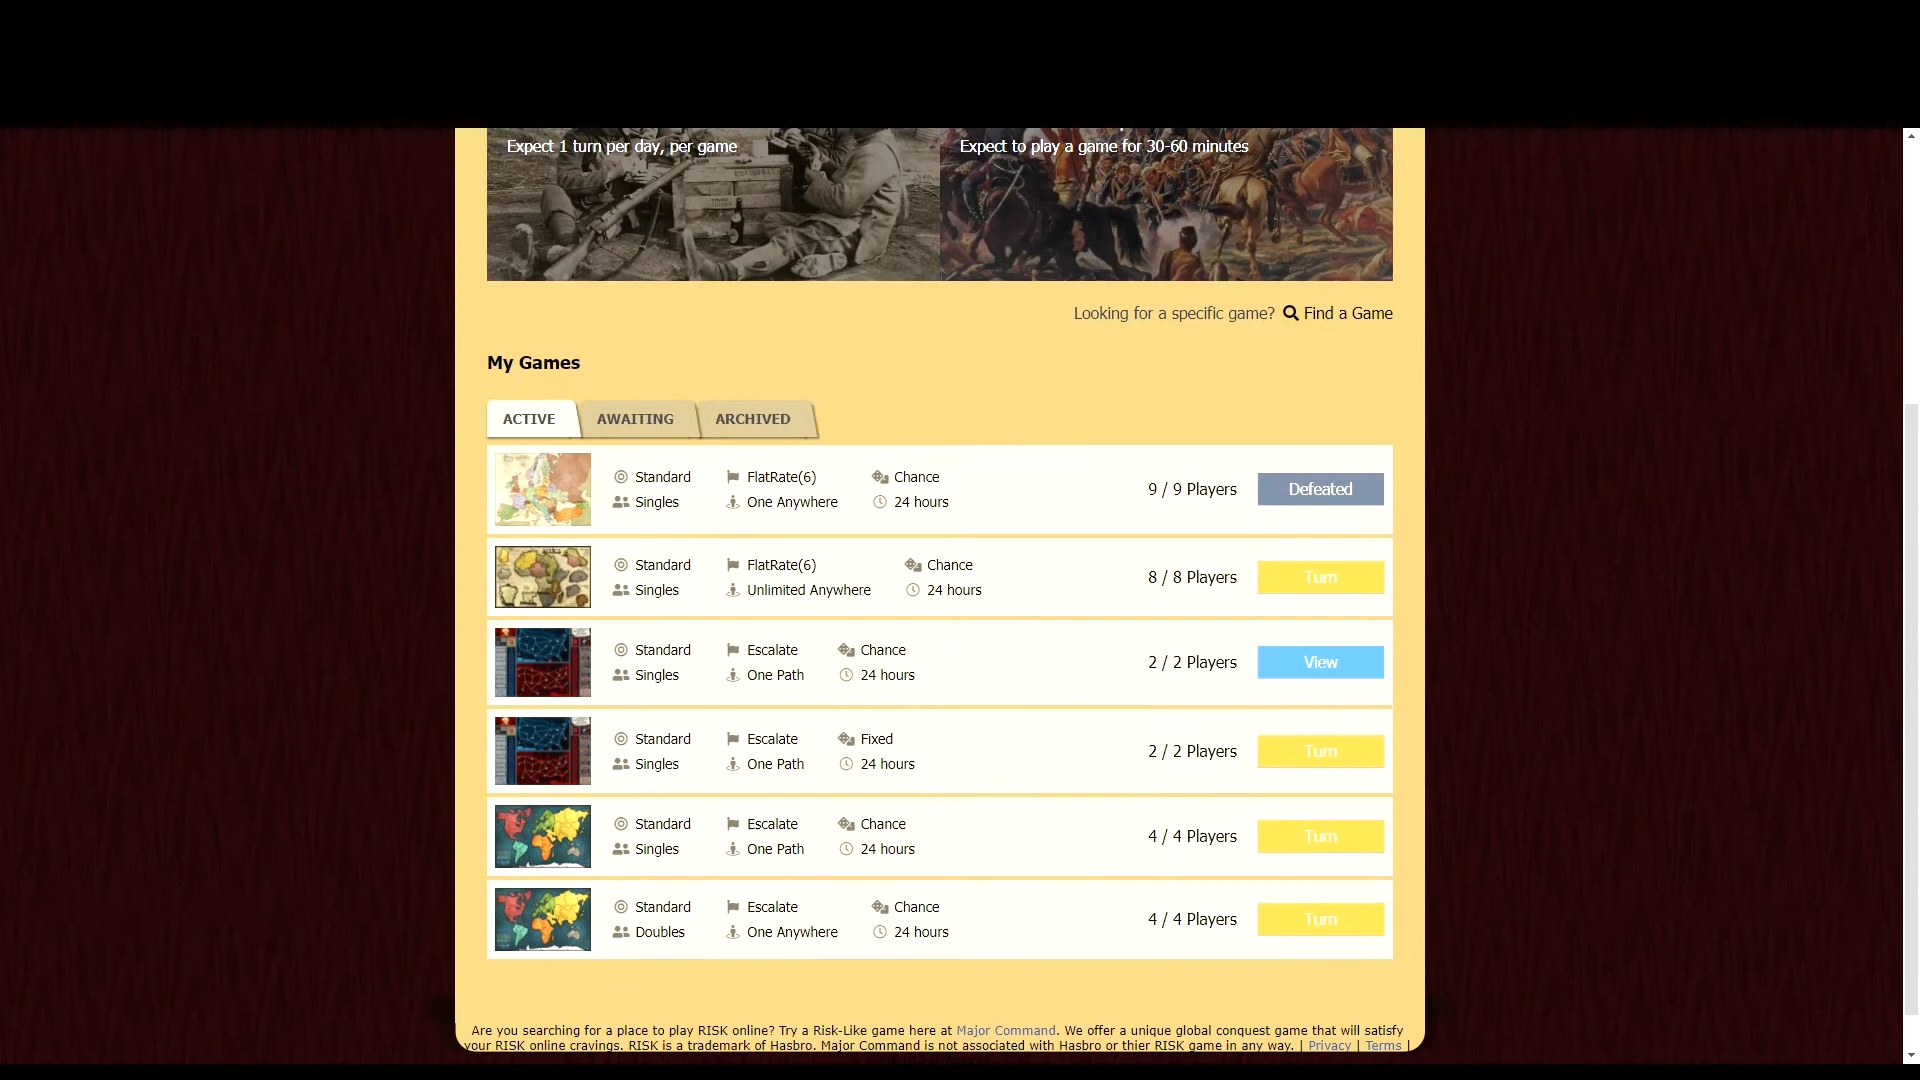 Expect 1 turn per day, per game
Expect to play a game for 30-60 minutes
Looking for a specific game? Find a Game
My Games
ACTIVE AWAITING ARCHIVED
Standard FlatRate(6) Chance
9 / 9 Players Defeated
Singles One Anywhere 24 hours
Standard FlatRate(6) Chance
8 / 8 Players Turn
Singles Unlimited Anywhere 24 hours
Standard Escalate Chance
2 / 2 Players View
Singles One Path 24 hours
Standard Escalate Fixed
2 / 2 Players Turn
Singles One Path 24 hours
Standard Escalate Chance
4 / 4 Players Turn
Singles One Path 24 hours
Standard Escalate Chance
4 / 4 Players Turn
Doubles One Anywhere 24 hours
Are you searching for a place to play RISK online? Try a Risk-Like game here at Major Command. We offer a unique global conquest game that will satisfy
your RISK online cravings. RISK is a trademark of Hasbro. Major Command is not associated with Hasbro or thier RISK game in any way. | Privacy | Terms |